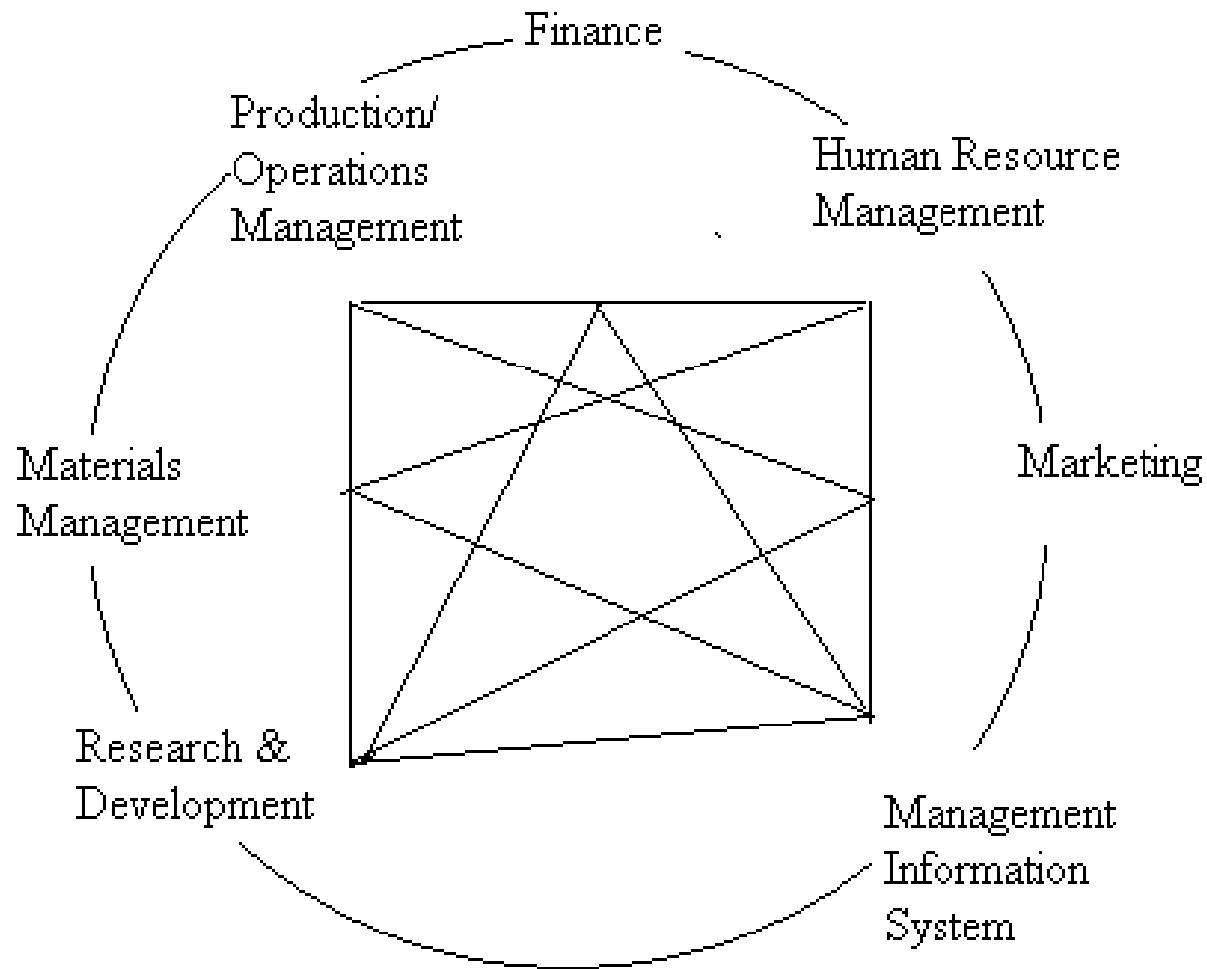 Finance
Production/
Operations
Management
Human Resource
Management
Materials
Management
Marketing
Research &
Development
Management
Information
System